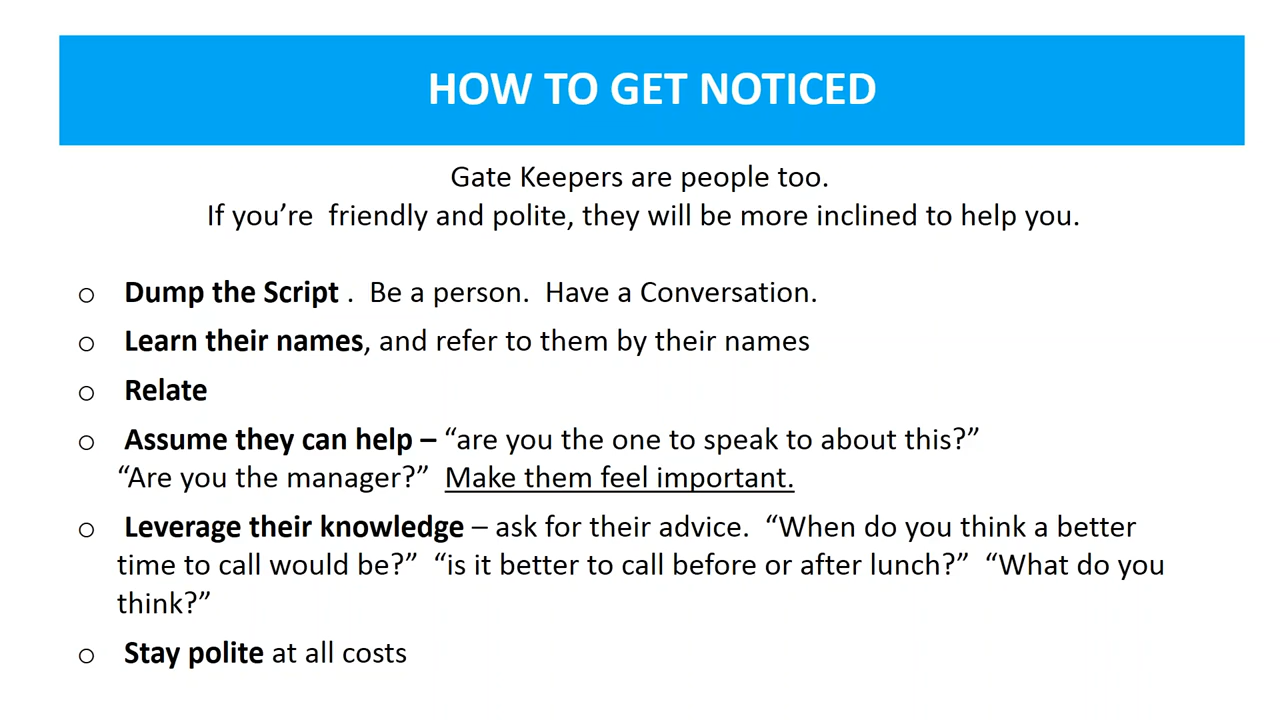 HOW TO GET NOTICED
Gate Keepers are people too.
If you’re  friendly and polite, they will be more inclined to help you.
o Dump the Script .  Be a person.  Have a Conversation.
o Learn their names, and refer to them by their names
o Relate
o Assume they can help – “are you the one to speak to about this?”
“Are you the manager?”  Make them feel important.
o Leverage their knowledge – ask for their advice.  “When do you think a better
time to call would be?”  “is it better to call before or after lunch?”  “What do you
think?”
o Stay polite at all costs